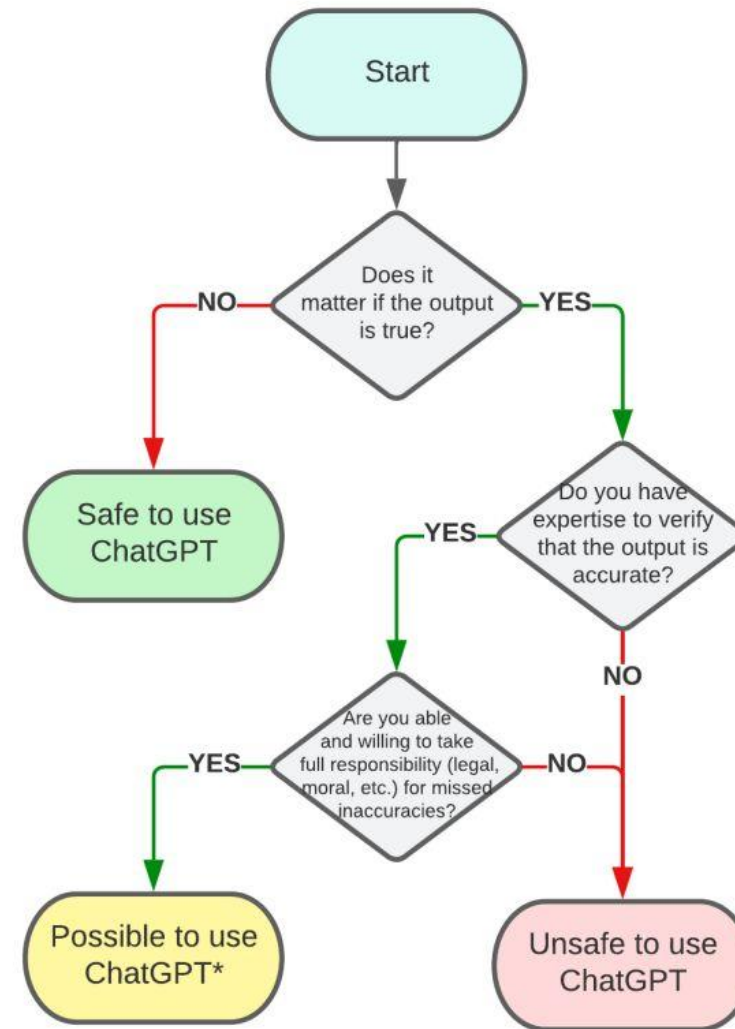 Start
Does it
matter if the output
is true?
NO
YES
Safe to use
ChatGPT
Do you have
expertise to verify
that the output is
accurate?
YES
NO
Are you able
and willing to take
full responsibility (legal,
moral, etc.) for missed
inaccuracies?
YES
NO
Possible to use
ChatGPT*
Unsafe to use
ChatGPT